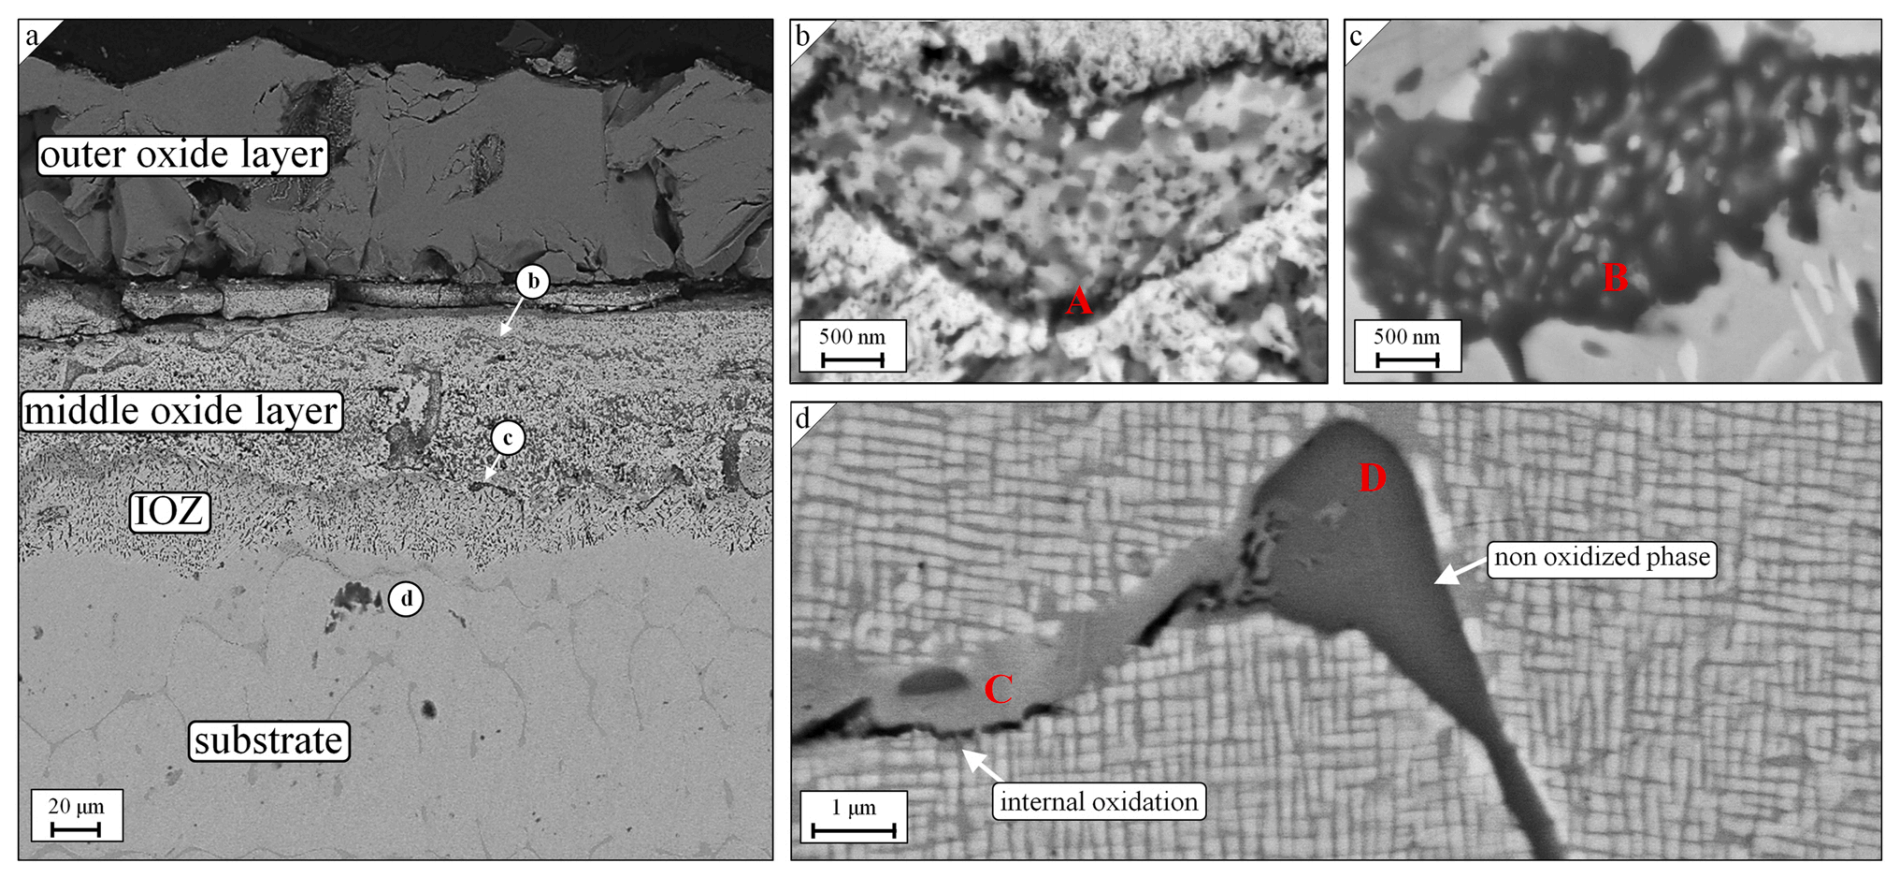 a
outer oxide layer
b
middle oxide layer
c
IOZ
d
substrate
20 µm
b
A
500 nm
c
B
500 nm
d
D
non oxidized phase
C
internal oxidation
1 µm